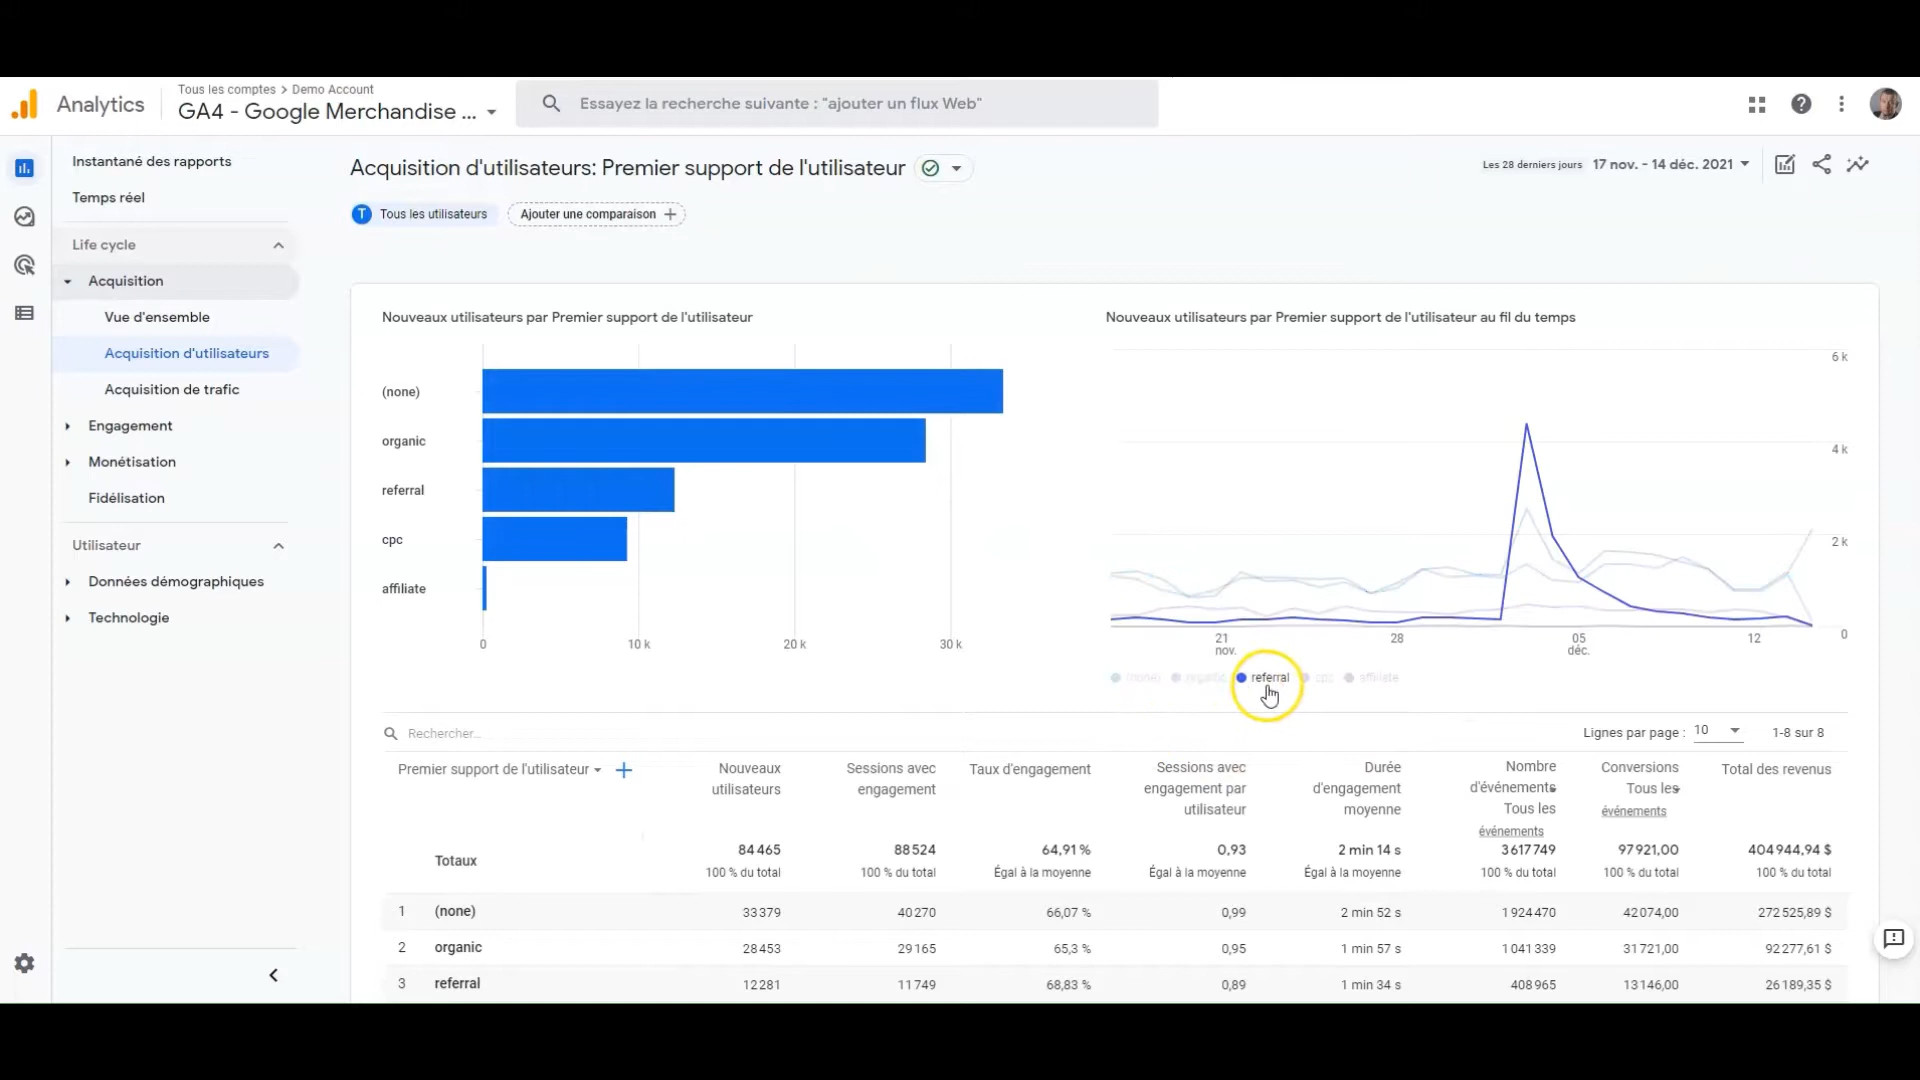 Analytics
Tous les comptes > Demo Account
GA4 - Google Merchandise ...
Essayez la recherche suivante : "ajouter un flux Web"
Instantané des rapports
Temps réel
Life cycle
Acquisition
Vue d'ensemble
Acquisition d'utilisateurs
Acquisition de trafic
Engagement
Monétisation
Fidélisation
Utilisateur
Données démographiques
Technologie
Acquisition d'utilisateurs: Premier support de l'utilisateur
Les 28 derniers jours 17 nov. - 14 déc. 2021
T Tous les utilisateurs
Ajouter une comparaison +
Nouveaux utilisateurs par Premier support de l'utilisateur
(none)
organic
referral
cpc
affiliate
0 10 k 20 k 30 k
Nouveaux utilisateurs par Premier support de l'utilisateur au fil du temps
6 k
4 k
2 k
0
21 28 05 12
nov. déc.
(none) organic referral cpc affiliate
Rechercher...
Lignes par page : 10 1-8 sur 8
Premier support de l'utilisateur +
Nouveaux utilisateurs
Sessions avec engagement
Taux d'engagement
Sessions avec engagement par utilisateur
Durée d'engagement moyenne
Nombre d'événements Tous les événements
Conversions Tous les événements
Total des revenus
Totaux 84 465 88 524 64,91 % 0,93 2 min 14 s 3 617 749 97 921,00 404 944,94 $
100 % du total 100 % du total Égal à la moyenne Égal à la moyenne Égal à la moyenne 100 % du total 100 % du total 100 % du total
1 (none) 33 379 40 270 66,07 % 0,99 2 min 52 s 1 924 470 42 074,00 272 525,89 $
2 organic 28 453 29 165 65,3 % 0,95 1 min 57 s 1 041 339 31 721,00 92 277,61 $
3 referral 12 281 11 749 68,83 % 0,89 1 min 34 s 408 965 13 146,00 26 189,35 $